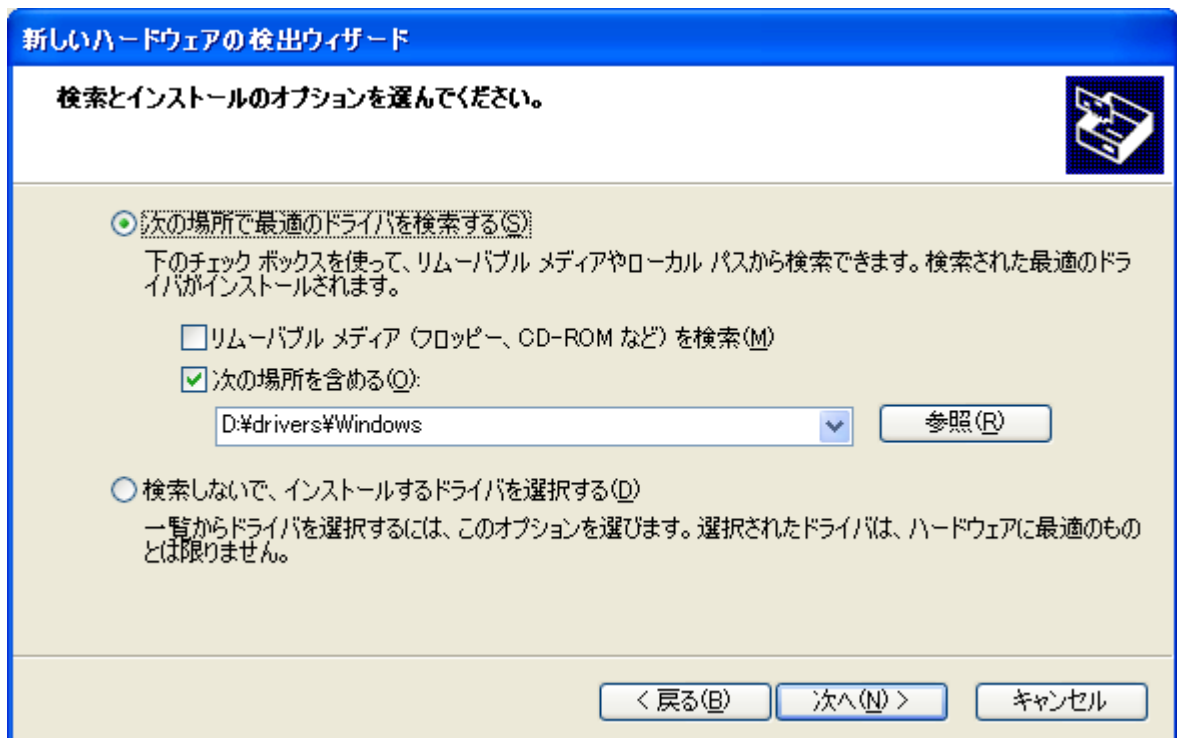 新しいハードウェアの検出ウィザード
検索とインストールのオプションを選んでください。
次の場所で最適のドライバを検索する(S)
下のチェック ボックスを使って、リムーバブル メディアやローカル パスから検索できます。検索された最適のドラ
イバがインストールされます。
リムーバブル メディア (フロッピー、CD-ROM など) を検索(M)
次の場所を含める(O):
D:¥drivers¥Windows
参照(R)
検索しないで、インストールするドライバを選択する(D)
一覧からドライバを選択するには、このオプションを選びます。選択されたドライバは、ハードウェアに最適のもの
とは限りません。
< 戻る(B)
次へ(N) >
キャンセル